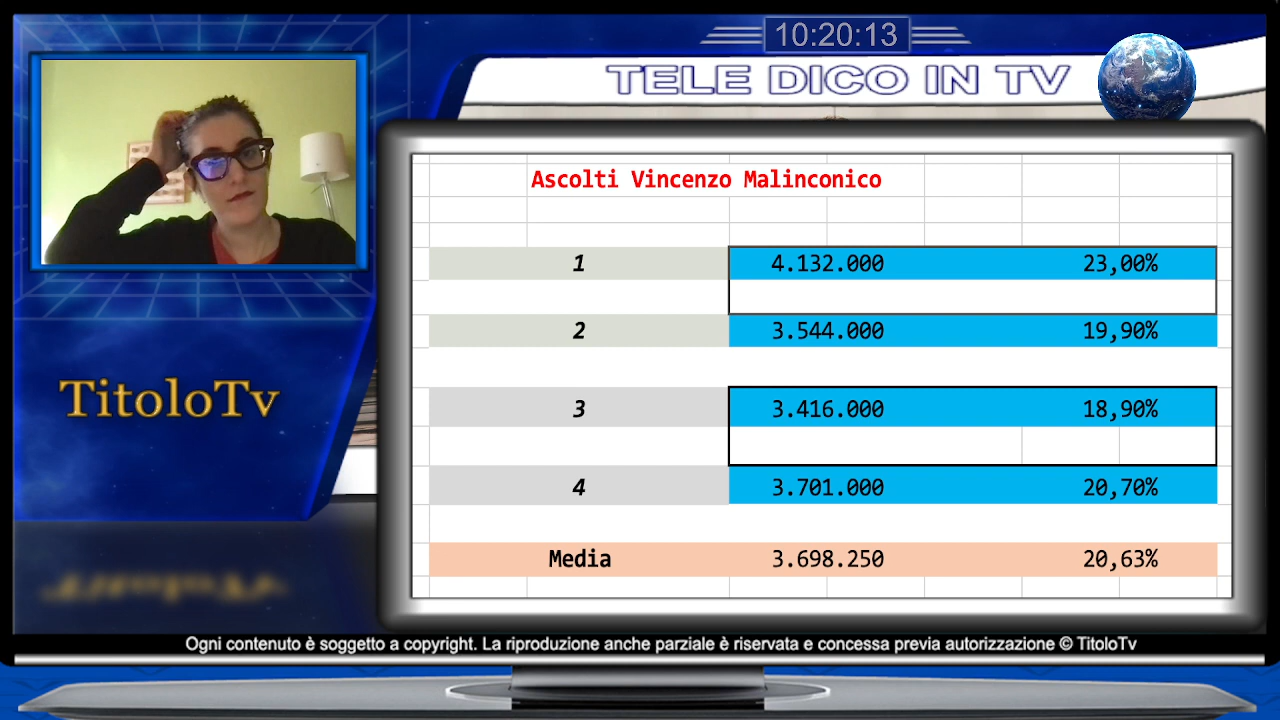 10:20:13
TELE DICO IN TV
Ascolti Vincenzo Malinconico
1 4.132.000 23,00%
2 3.544.000 19,90%
3 3.416.000 18,90%
4 3.701.000 20,70%
Media 3.698.250 20,63%
TitoloTv
Ogni contenuto è soggetto a copyright. La riproduzione anche parziale è riservata e concessa previa autorizzazione © TitoloTv